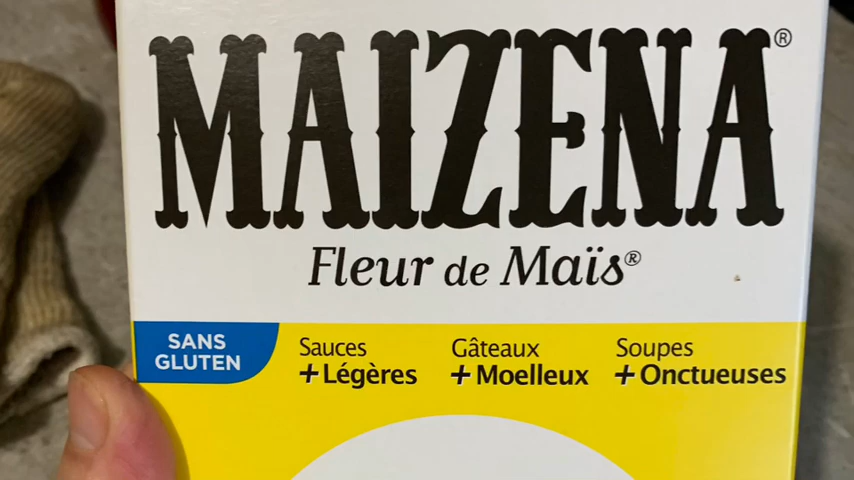 MAIZENA®
Fleur de Maïs®
SANS
GLUTEN
Sauces
+Légères
Gâteaux
+Moelleux
Soupes
+Onctueuses